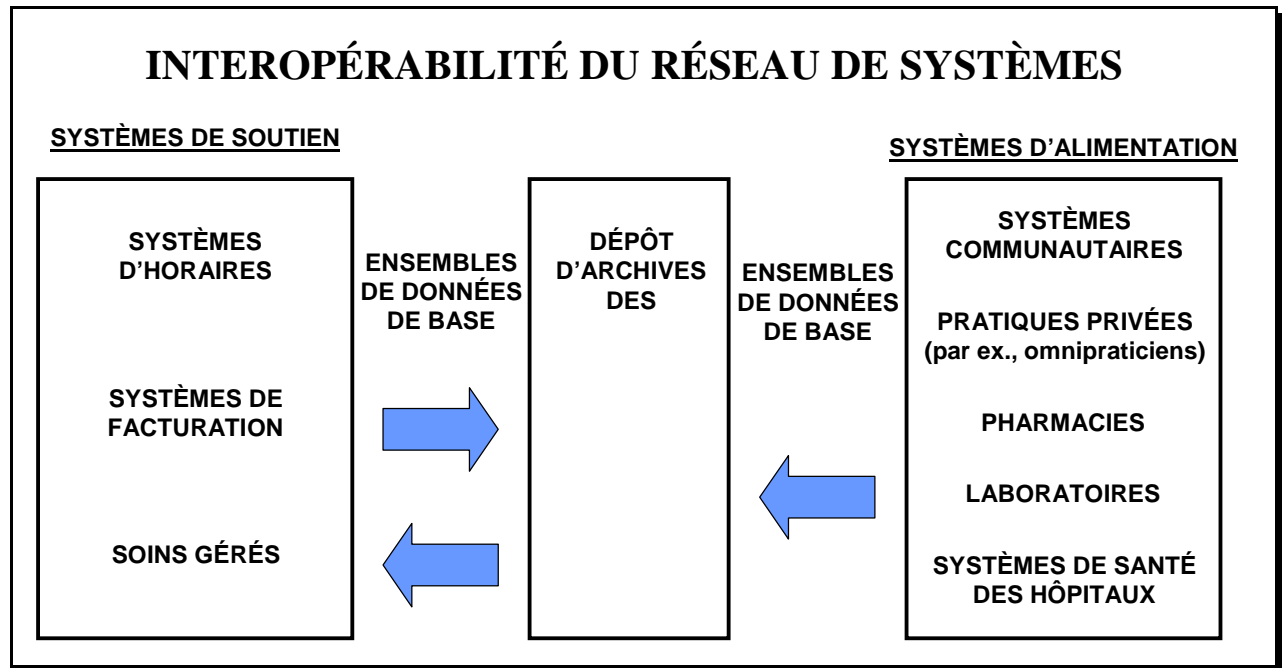 INTEROPÉRABILITÉ DU RÉSEAU DE SYSTÈMES
SYSTÈMES DE SOUTIEN
SYSTÈMES
D’HORAIRES
SYSTÈMES DE
FACTURATION
SOINS GÉRÉS
ENSEMBLES
DE DONNÉES
DE BASE
DÉPÔT
D’ARCHIVES
DES
ENSEMBLES
DE DONNÉES
DE BASE
SYSTÈMES D’ALIMENTATION
SYSTÈMES
COMMUNAUTAIRES
PRATIQUES PRIVÉES
(par ex., omnipraticiens)
PHARMACIES
LABORATOIRES
SYSTÈMES DE SANTÉ
DES HÔPITAUX